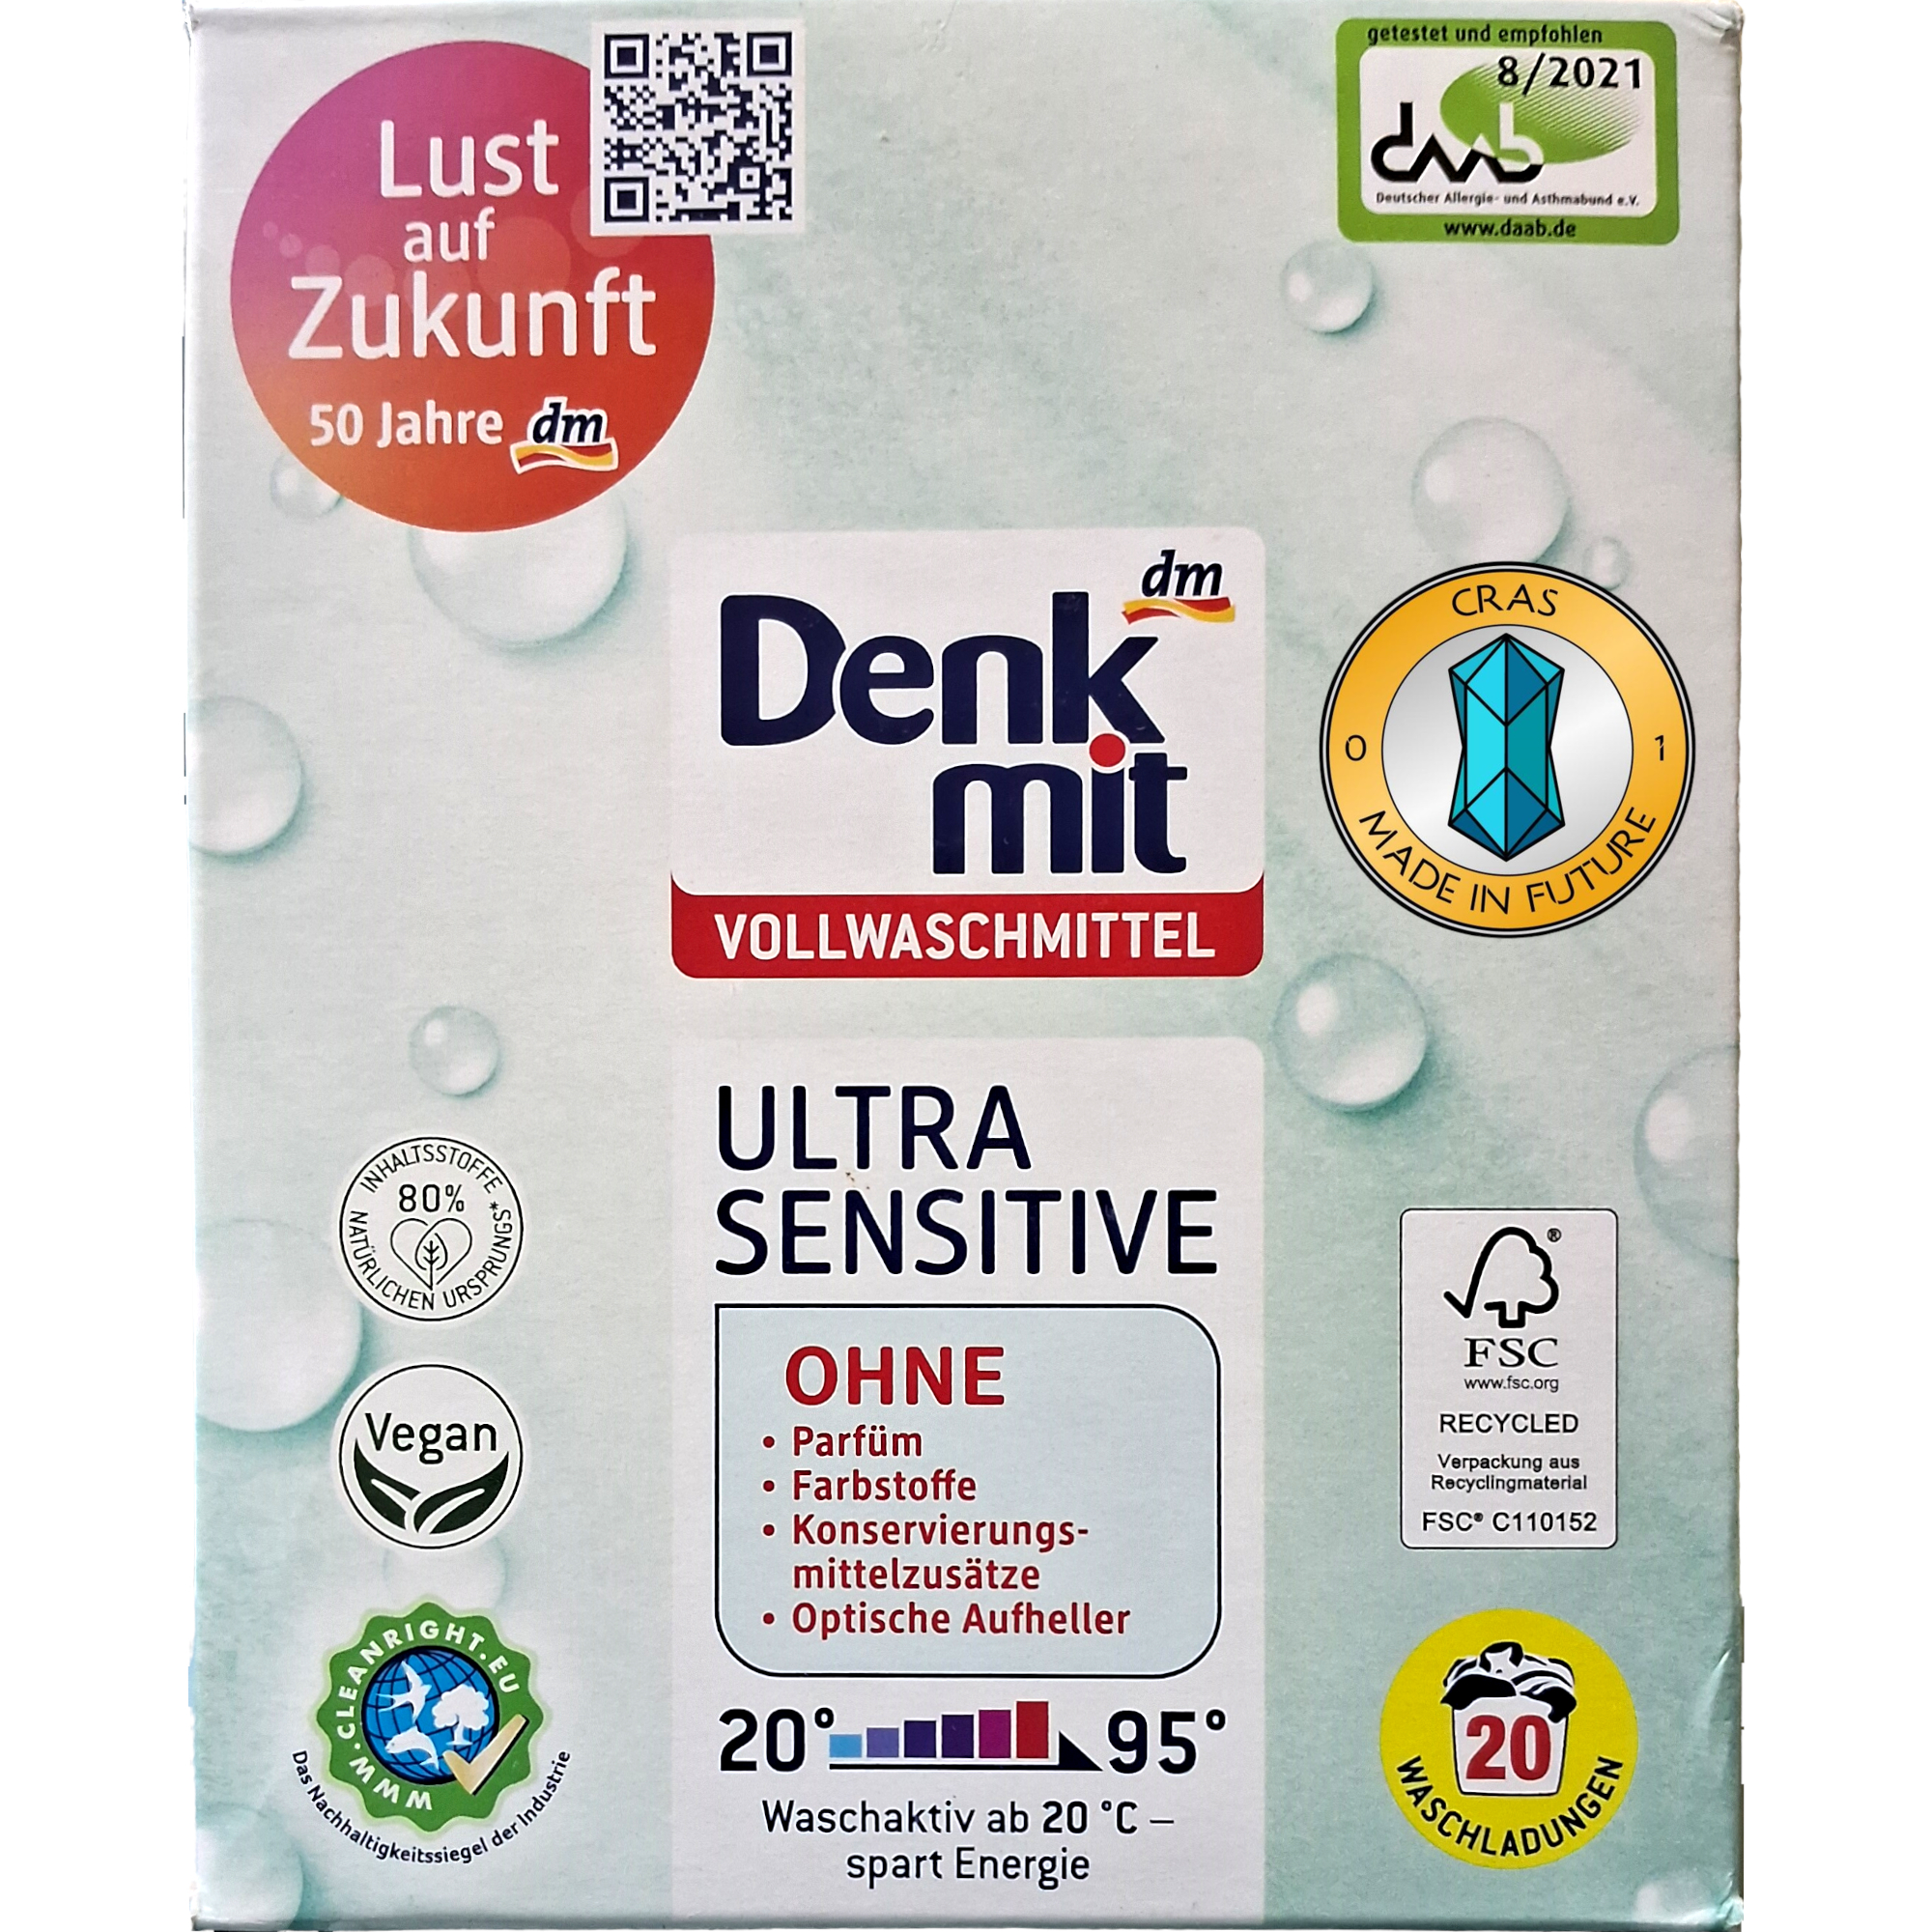 Lust
auf
Zukunft
50 Jahre dm
getestet und empfohlen
8/2021
daab
Deutscher Allergie- und Asthmabund e.V.
www.daab.de
dm
Denk
mit
VOLLWASCHMITTEL
CRAS
0 1
MADE IN FUTURE
ULTRA
SENSITIVE
OHNE
• Parfüm
• Farbstoffe
• Konservierungs-
mittelzusätze
• Optische Aufheller
20° 95°
Waschaktiv ab 20 °C –
spart Energie
INHALTSSTOFFE
80%
NATÜRLICHEN URSPRUNGS*
Vegan
WWW.CLEANRIGHT.EU
Das Nachhaltigkeitssiegel der Industrie
®
FSC
www.fsc.org
RECYCLED
Verpackung aus
Recyclingmaterial
FSC® C110152
20
WASCHLADUNGEN